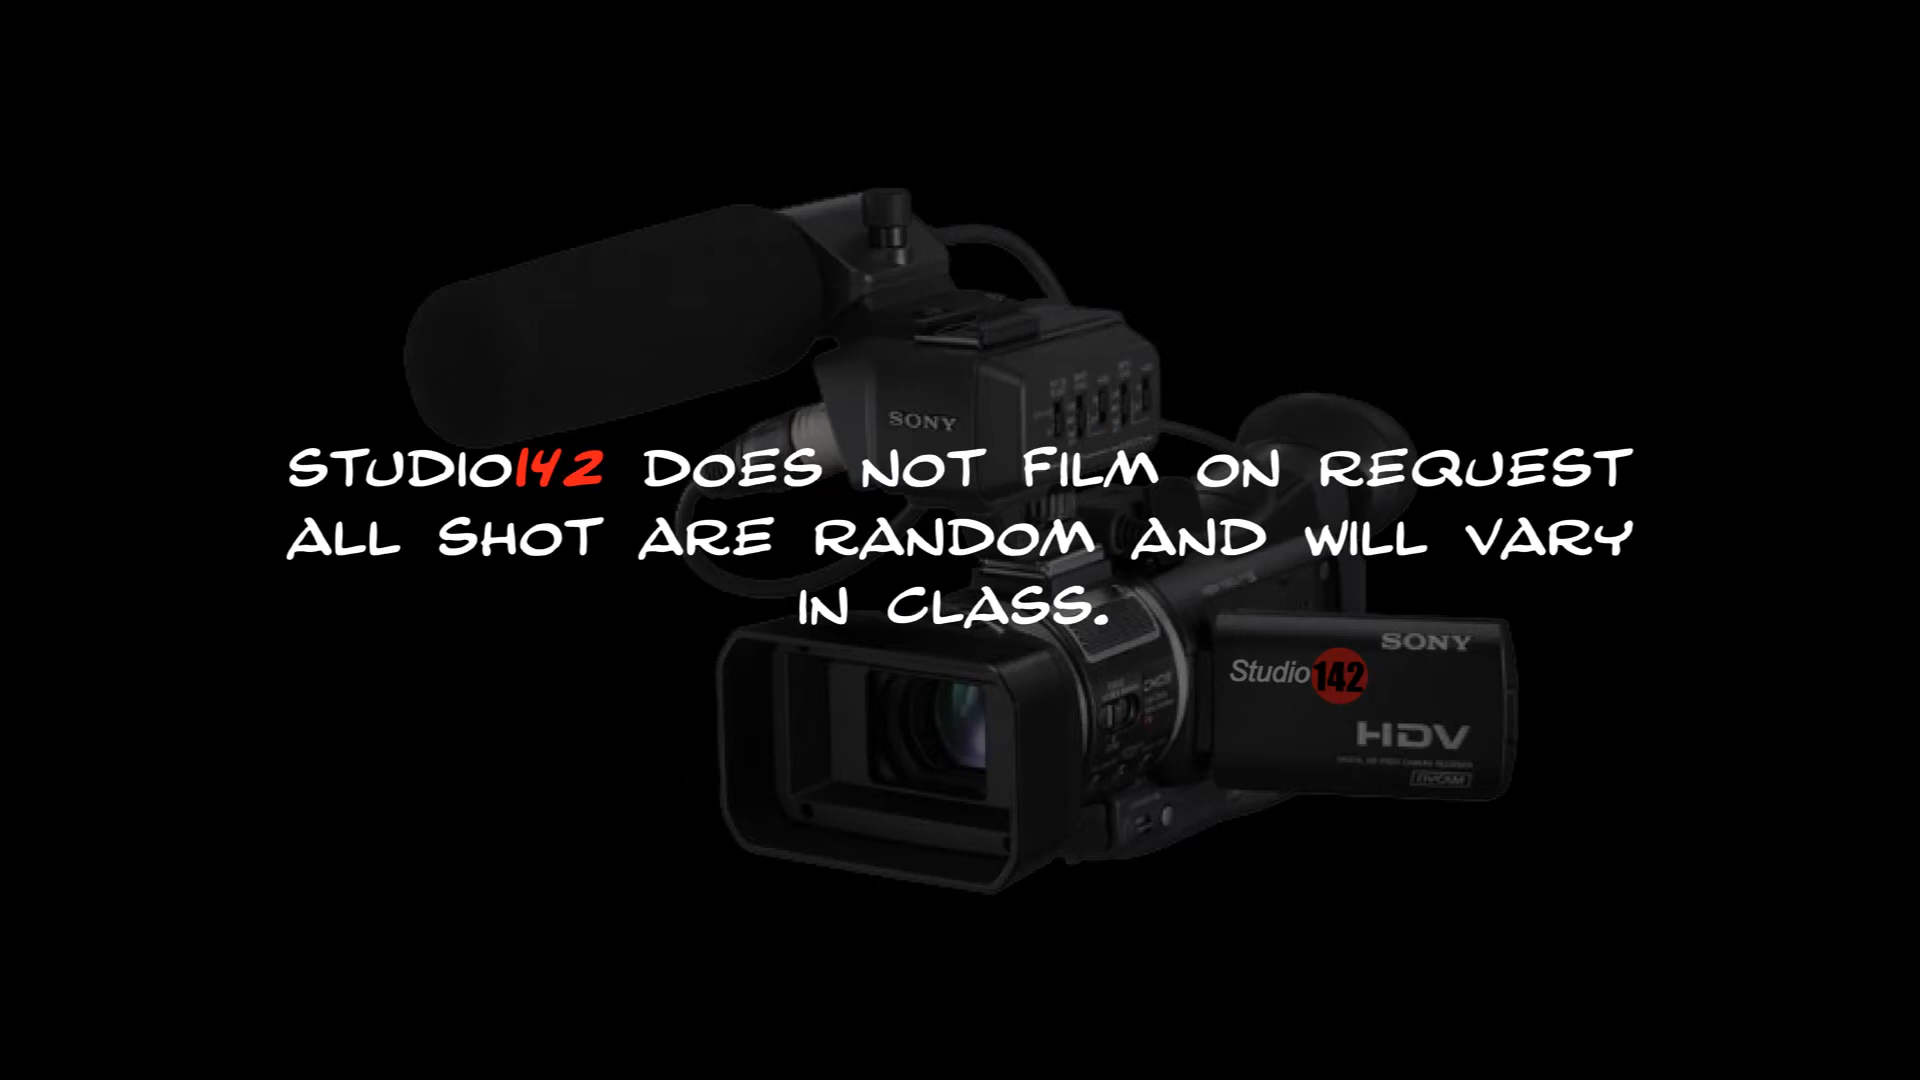 SONY
STUDIO142 DOES NOT FILM ON REQUEST
ALL SHOT ARE RANDOM AND WILL VARY
IN CLASS.
SONY
Studio142
HDV
DVCAM